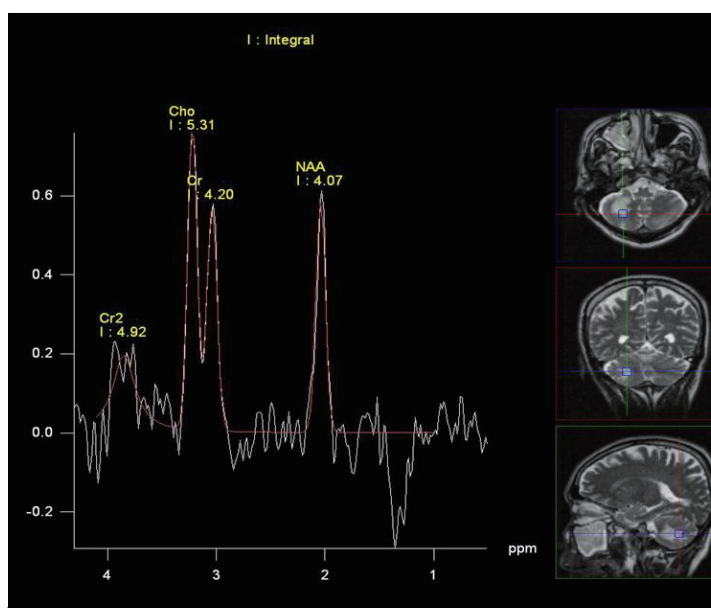 I : Integral
Cho
I : 5.31
Cr
: 4.20
NAA
I : 4.07
Cr2
I : 4.92
0.6
0.4
0.2
0.0
-0.2
4
3
2
1
ppm